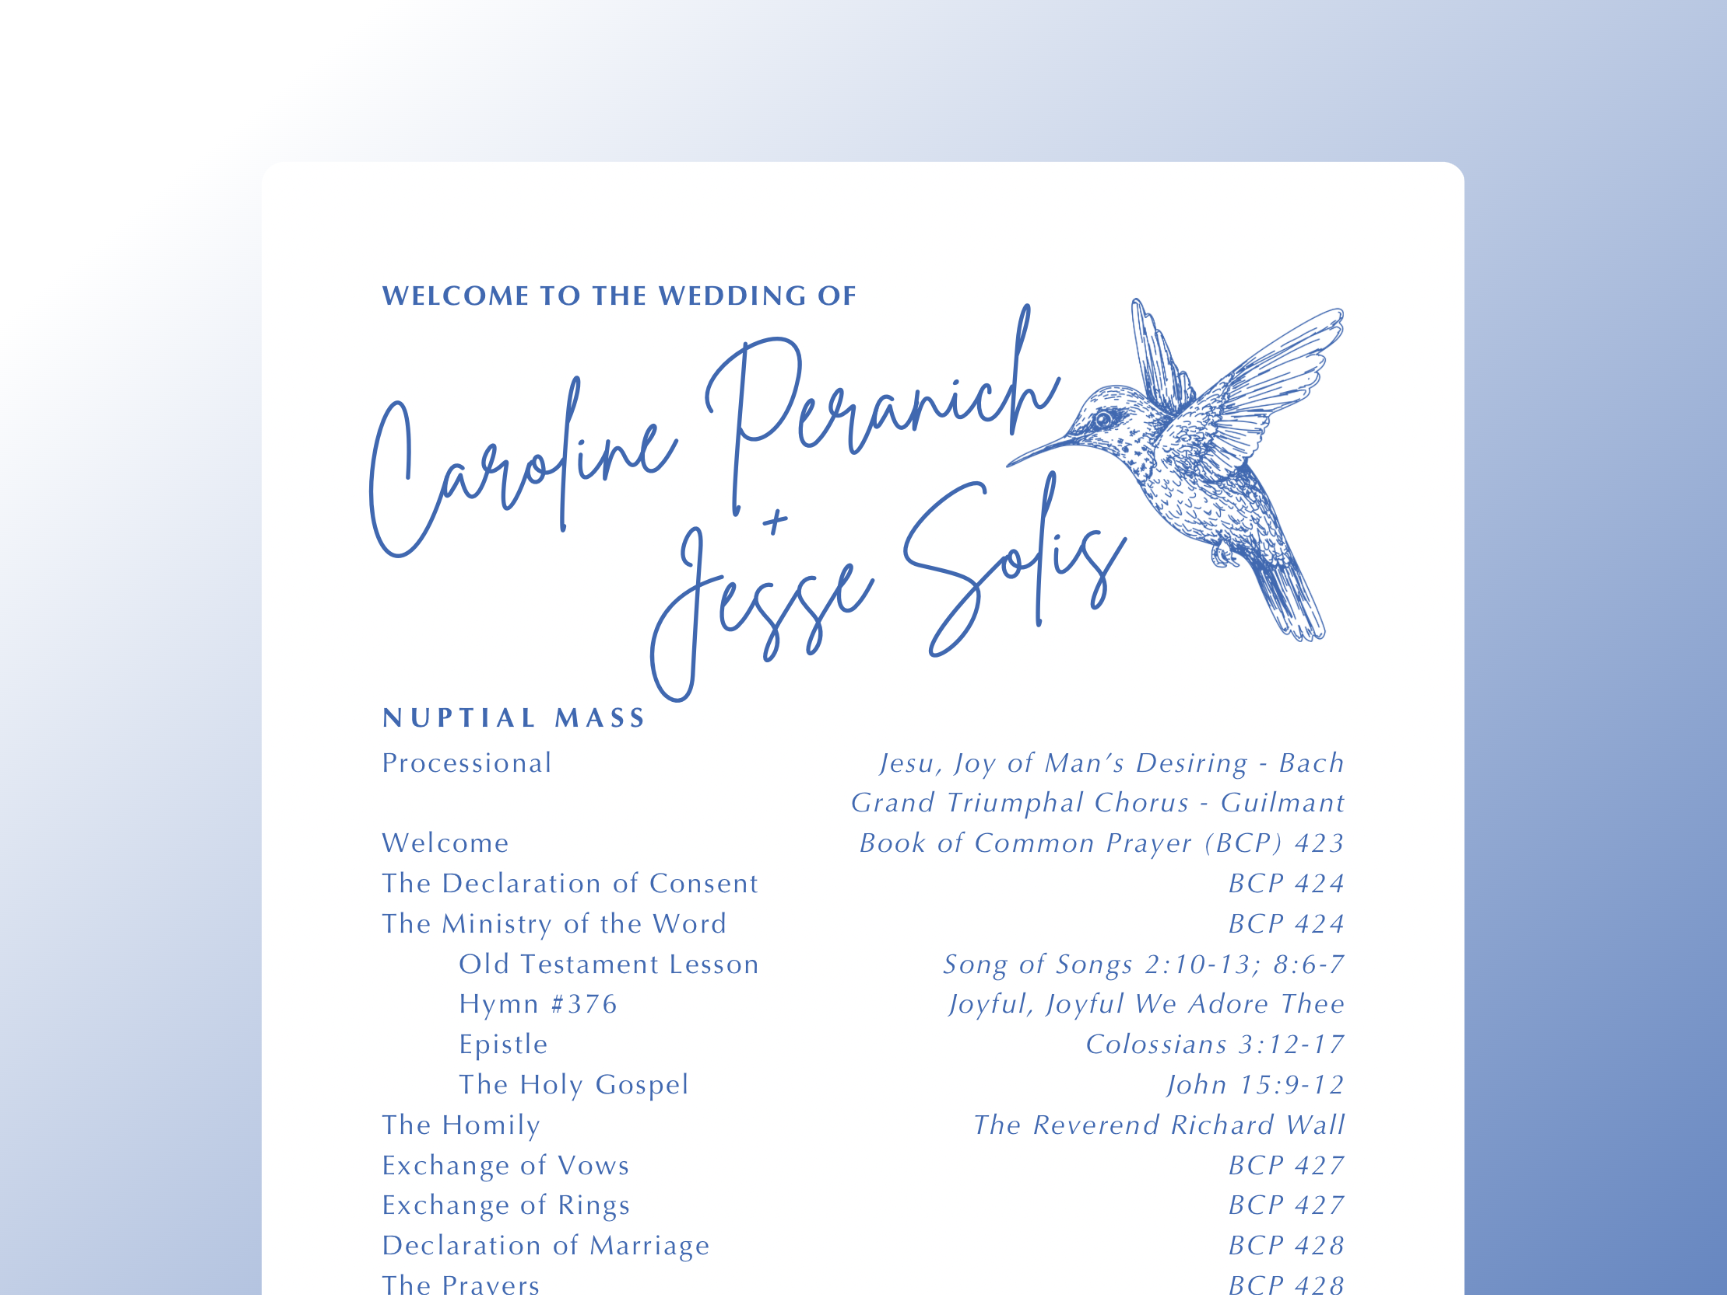 WELCOME TO THE WEDDING OF
Caroline Peranich
+
Jesse Solis
NUPTIAL MASS
Processional Jesu, Joy of Man’s Desiring - Bach
Grand Triumphal Chorus - Guilmant
Welcome Book of Common Prayer (BCP) 423
The Declaration of Consent BCP 424
The Ministry of the Word BCP 424
Old Testament Lesson Song of Songs 2:10-13; 8:6-7
Hymn #376 Joyful, Joyful We Adore Thee
Epistle Colossians 3:12-17
The Holy Gospel John 15:9-12
The Homily The Reverend Richard Wall
Exchange of Vows BCP 427
Exchange of Rings BCP 427
Declaration of Marriage BCP 428
The Prayers BCP 428